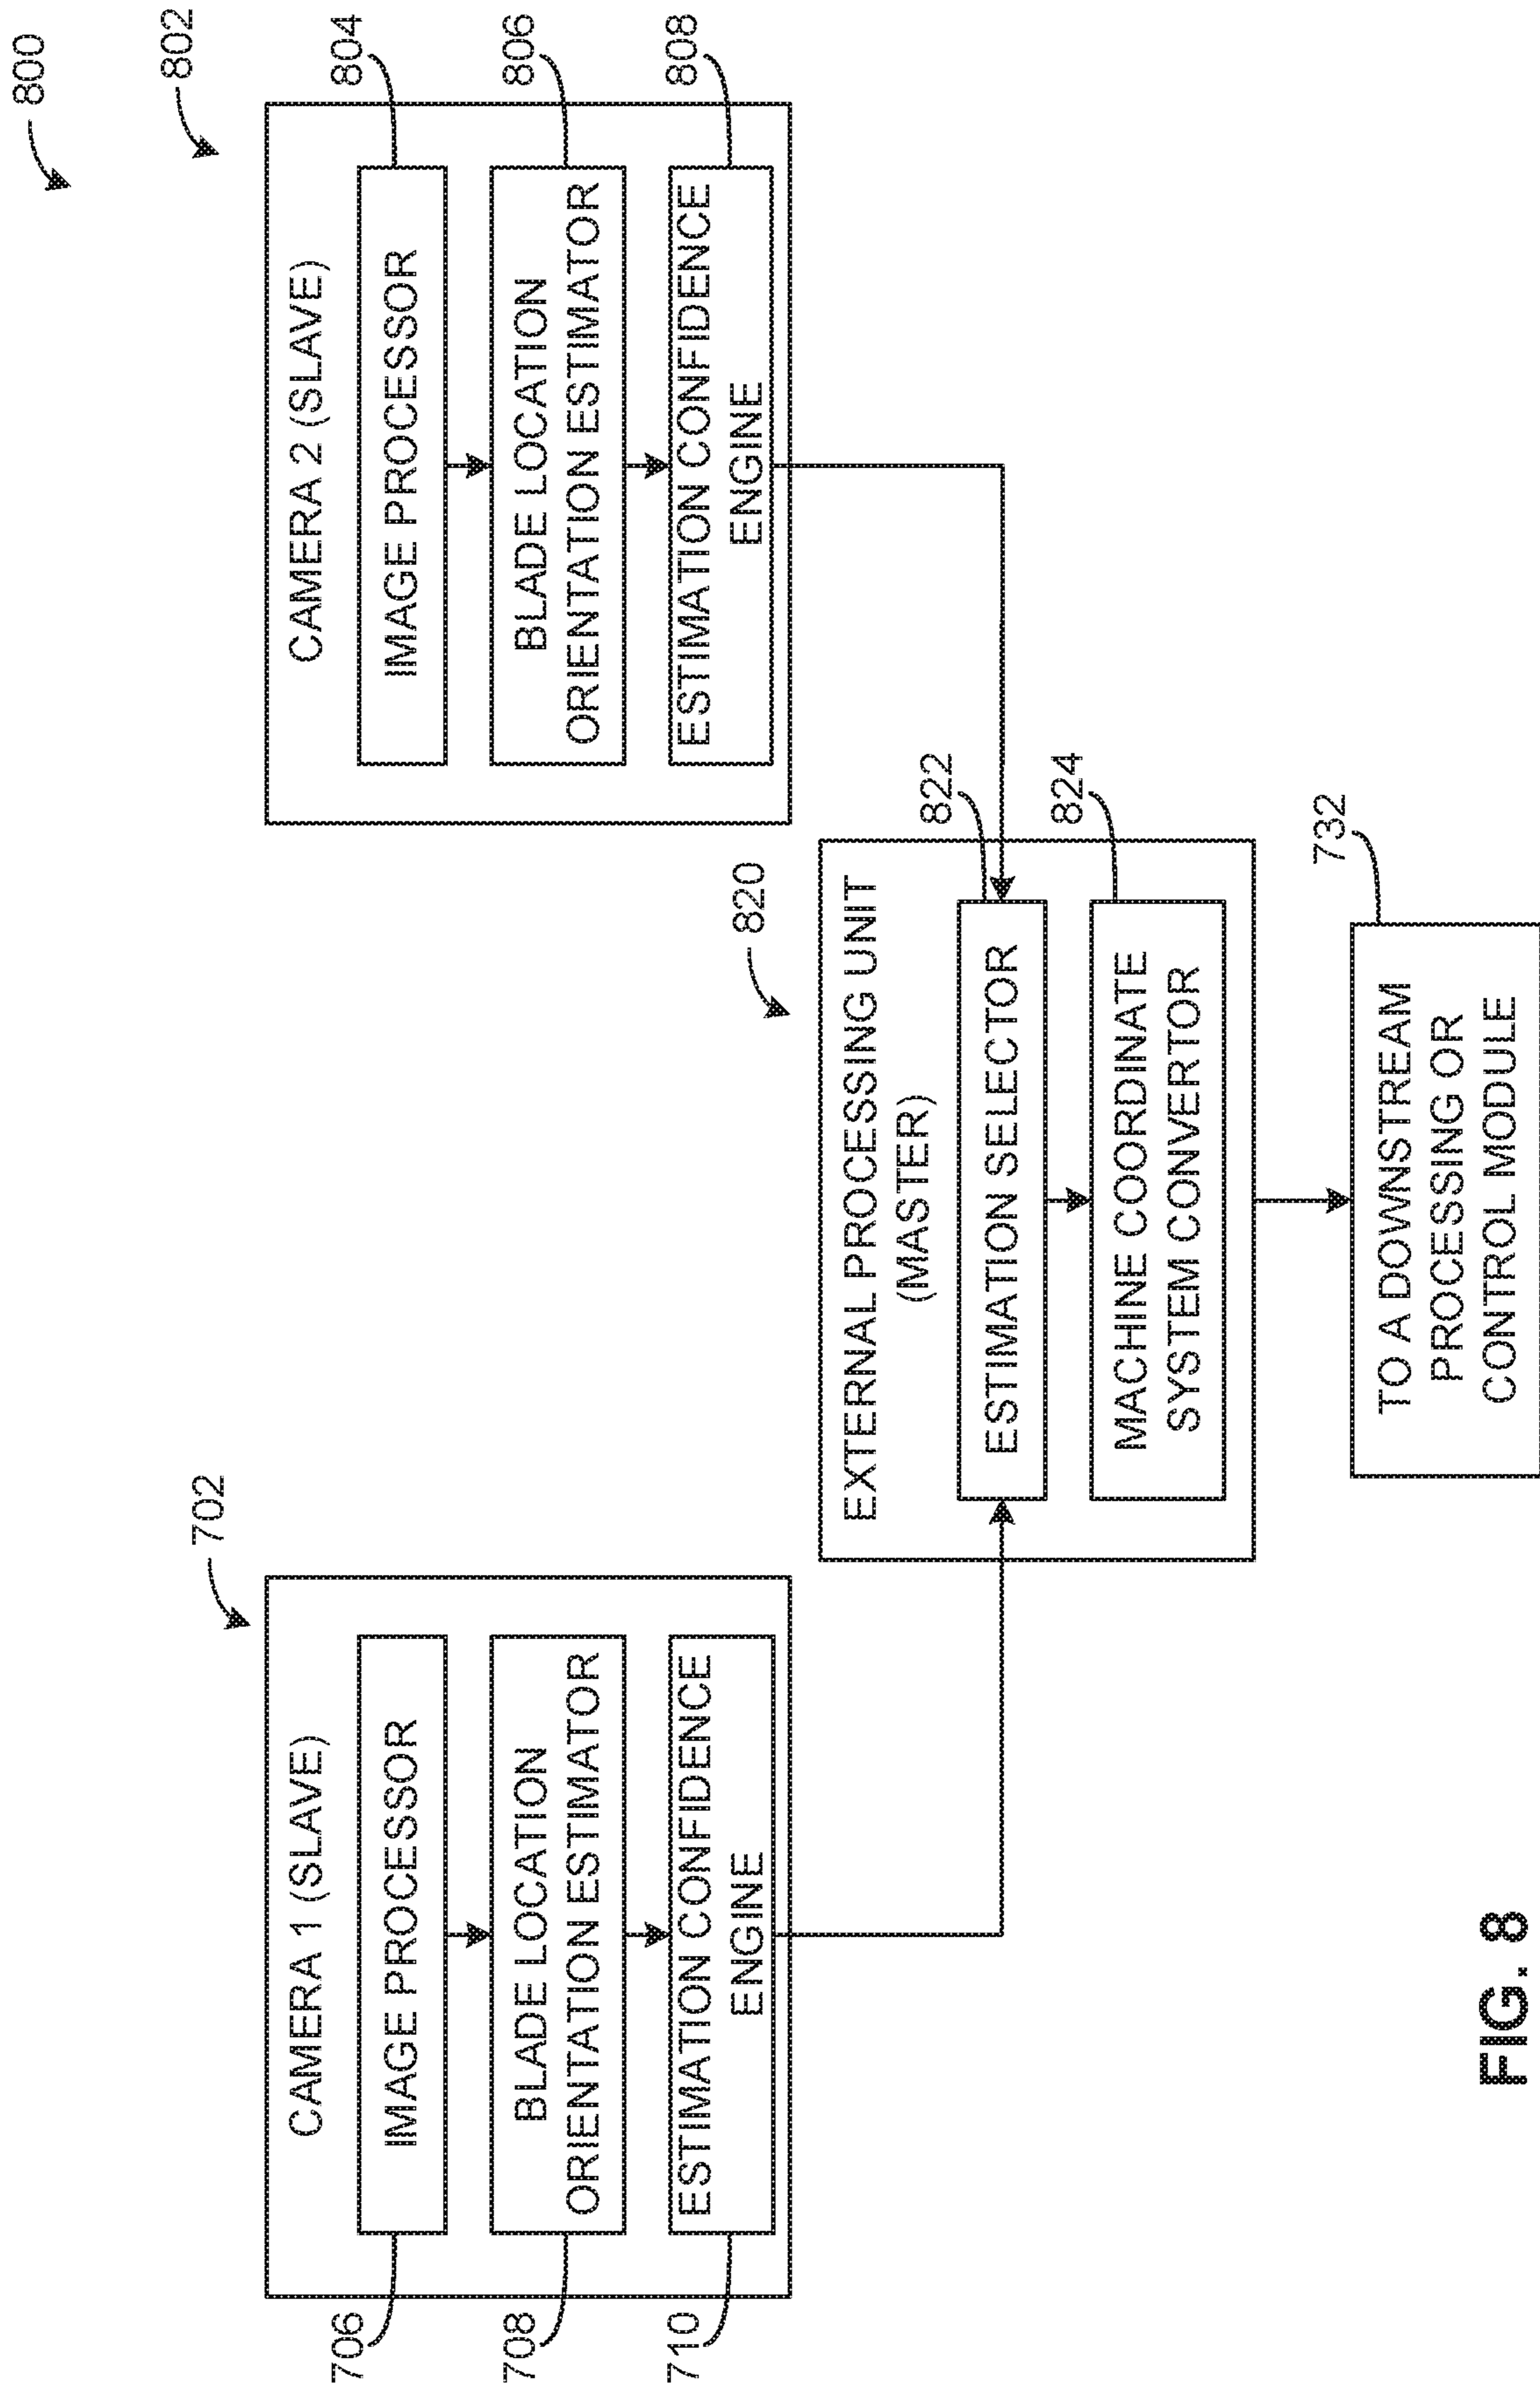 800
702
802
CAMERA 1 (SLAVE)
706
IMAGE PROCESSOR
708
BLADE LOCATION
ORIENTATION ESTIMATOR
710
ESTIMATION CONFIDENCE
ENGINE
CAMERA 2 (SLAVE)
IMAGE PROCESSOR
804
BLADE LOCATION
ORIENTATION ESTIMATOR
806
ESTIMATION CONFIDENCE
ENGINE
808
820
EXTERNAL PROCESSING UNIT
(MASTER)
822
ESTIMATION SELECTOR
824
MACHINE COORDINATE
SYSTEM CONVERTOR
732
TO A DOWNSTREAM
PROCESSING OR
CONTROL MODULE
FIG. 8